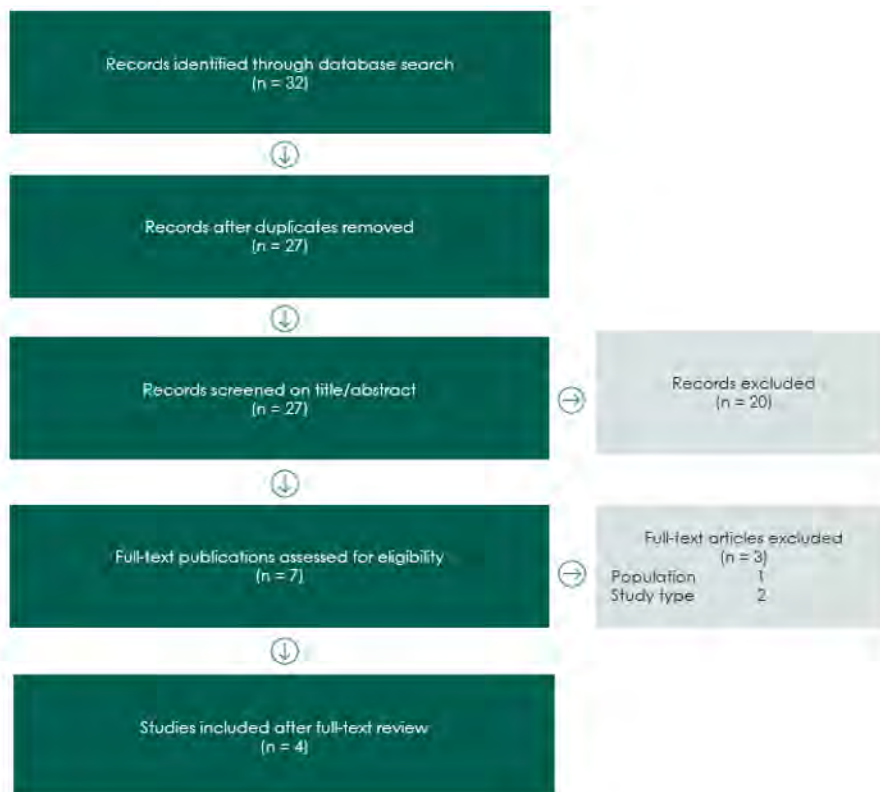 Records identified through database search
(n = 32)
Records after duplicates removed
(n = 27)
Records screened on title/abstract
(n = 27)
Records excluded
(n = 20)
Full-text publications assessed for eligibility
(n = 7)
Full-text articles excluded
(n = 3)
Population 1
Study type 2
Studies included after full-text review
(n = 4)